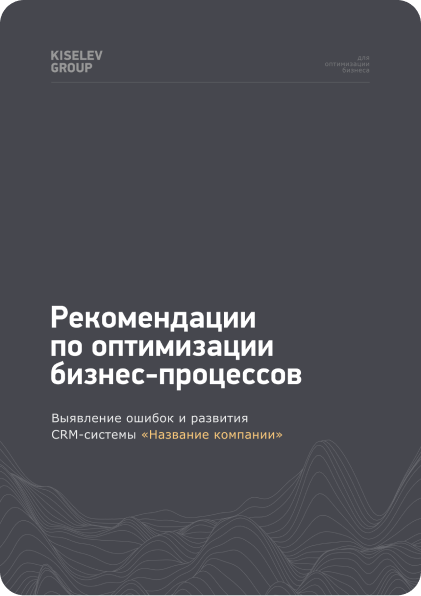 KISELEV
GROUP
для
оптимизации
бизнеса
Рекомендации
по оптимизации
бизнес-процессов
Выявление ошибок и развития
CRM-системы «Название компании»